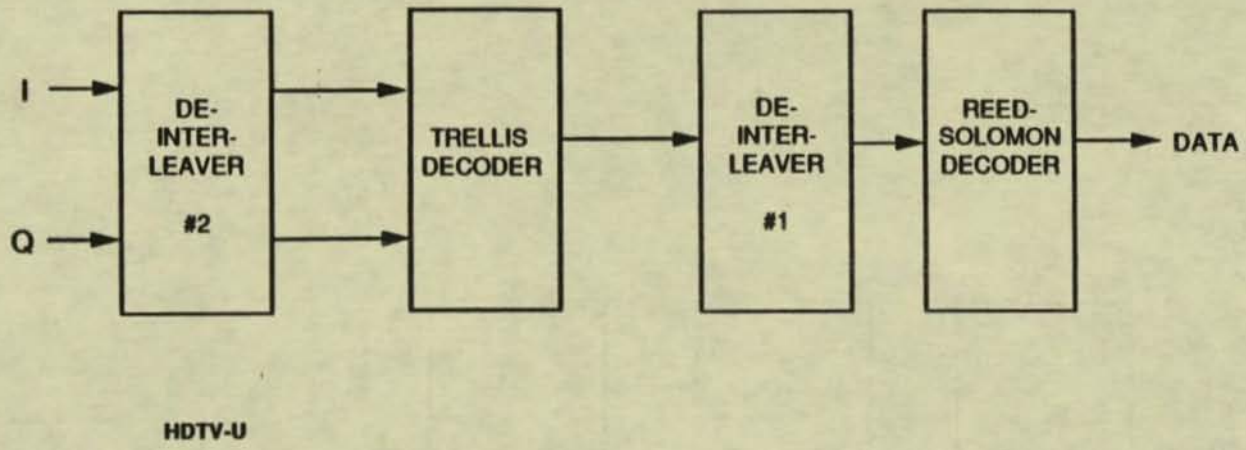 I
Q
DE-
INTER-
LEAVER
#2
TRELLIS
DECODER
DE-
INTER-
LEAVER
#1
REED-
SOLOMON
DECODER
DATA
HDTV-U